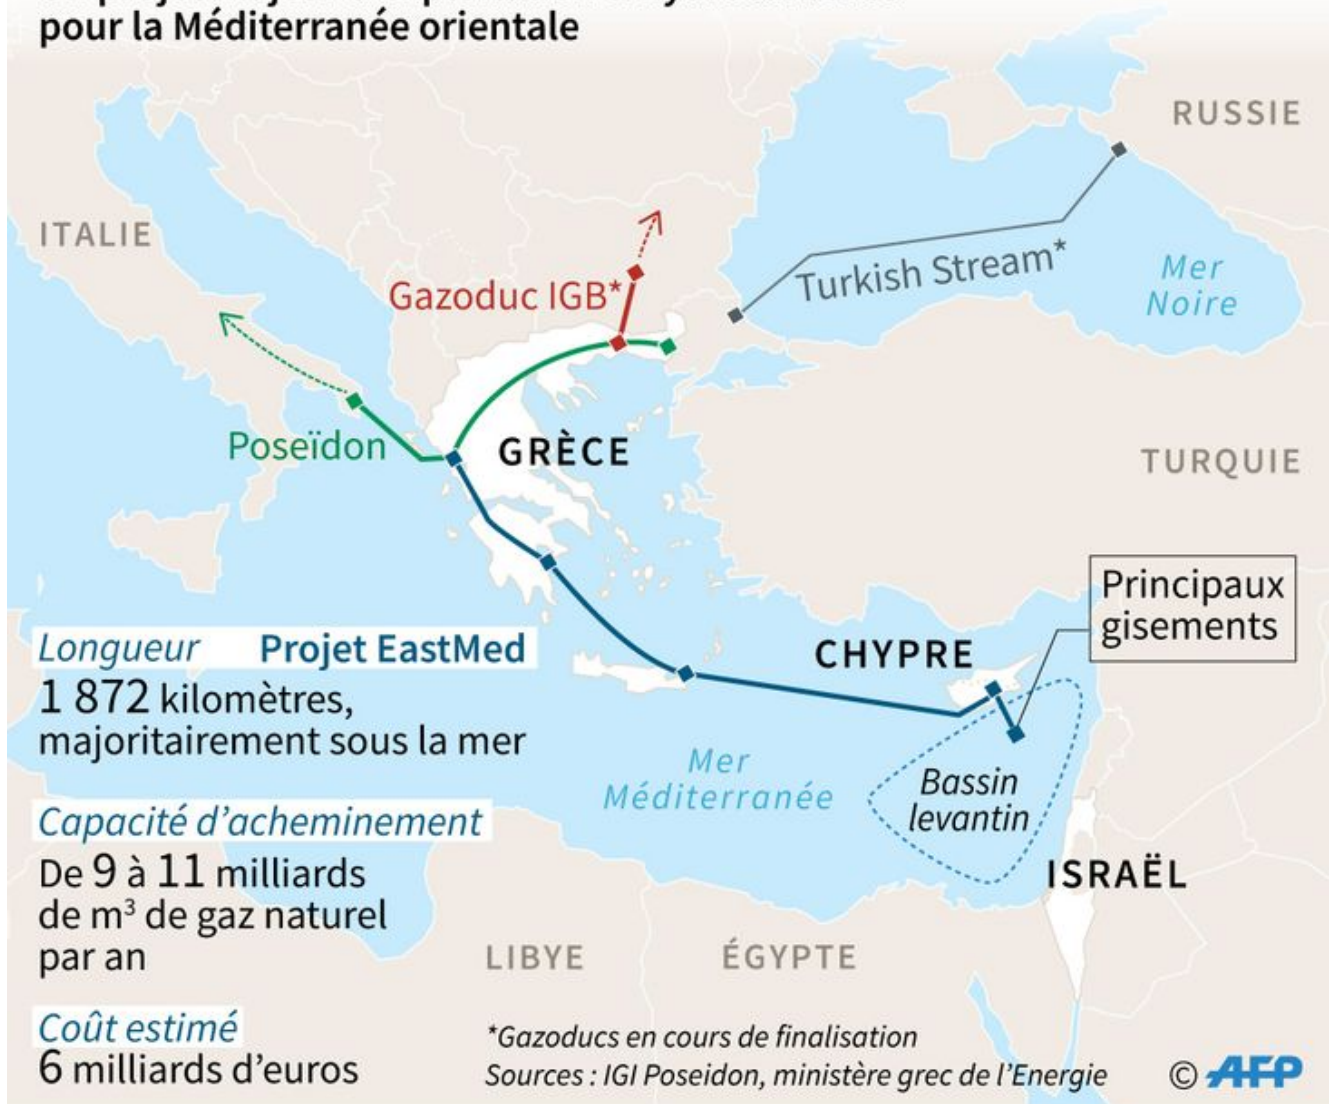 pour la Méditerranée orientale
RUSSIE
ITALIE
Turkish Stream*
Mer
Noire
Gazoduc IGB*
Poseïdon
GRÈCE
TURQUIE
Principaux
gisements
CHYPRE
Longueur Projet EastMed
1 872 kilomètres,
majoritairement sous la mer
Mer
Méditerranée
Bassin
levantin
Capacité d'acheminement
De 9 à 11 milliards
de m³ de gaz naturel
par an
ISRAËL
LIBYE
ÉGYPTE
Coût estimé
6 milliards d'euros
*Gazoducs en cours de finalisation
Sources : IGI Poseidon, ministère grec de l'Energie
© AFP